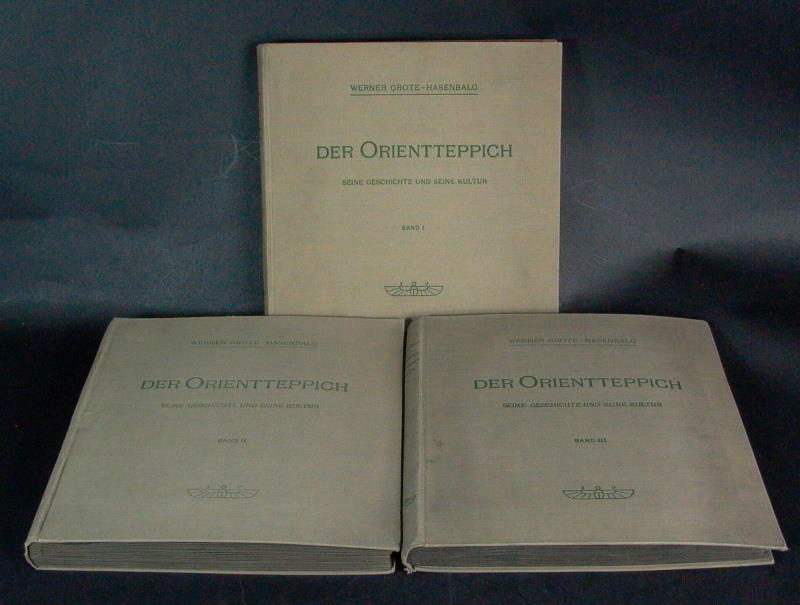 WERNER GROTE-HASENBALG
DER ORIENTTEPPICH
SEINE GESCHICHTE UND SEINE KULTUR
BAND I
WERNER GROTE-HASENBALG
DER ORIENTTEPPICH
SEINE GESCHICHTE UND SEINE KULTUR
BAND II
WERNER GROTE-HASENBALG
DER ORIENTTEPPICH
SEINE GESCHICHTE UND SEINE KULTUR
BAND III